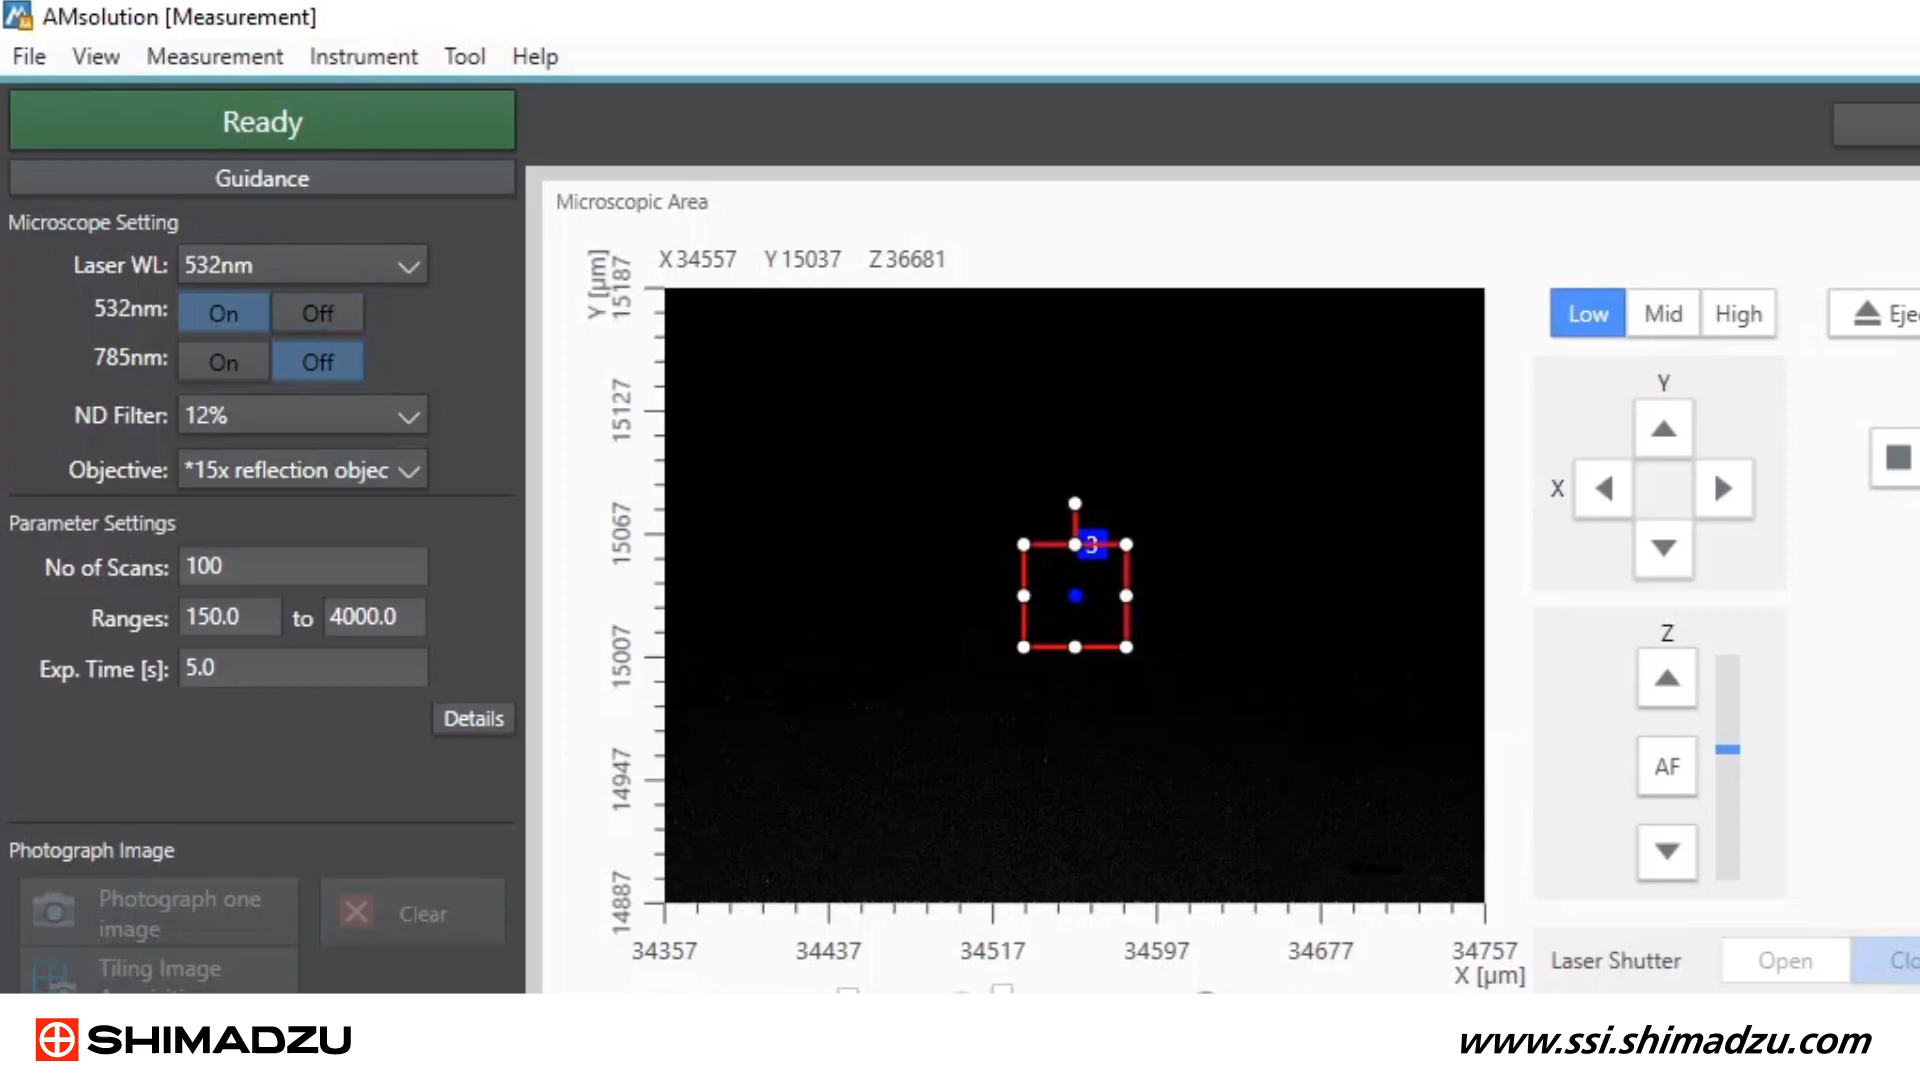 AMsolution [Measurement]
File View Measurement Instrument Tool Help
Ready
Guidance
Microscope Setting
Laser WL: 532nm
532nm: On Off
785nm: On Off
ND Filter: 12%
Objective: *15x reflection objec
Parameter Settings
No of Scans: 100
Ranges: 150.0 to 4000.0
Exp. Time [s]: 5.0
Details
Photograph Image
Photograph one
image
Clear
Tiling Image
Microscopic Area
X 34557 Y 15037 Z 36681
Y [µm]
15187
15127
15067
15007
14947
14887
3
34357 34437 34517 34597 34677 34757
X [µm]
Low Mid High
Eje
Y
X
Z
AF
Laser Shutter Open Clo
SHIMADZU
www.ssi.shimadzu.com